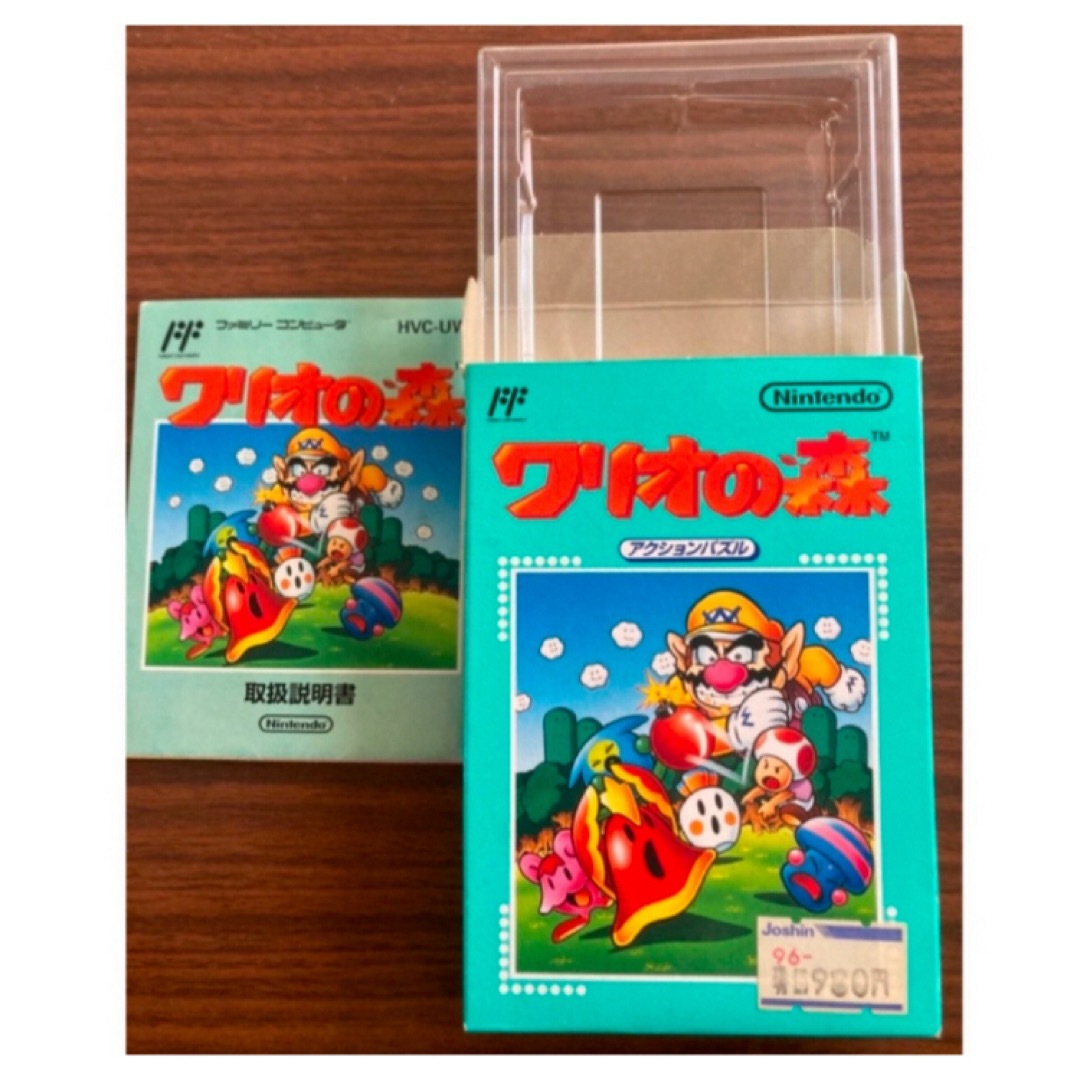 ファミリーコンピュータ
HVC-UW
ワリオの森
取扱説明書
Nintendo
Nintendo
ワリオの森
TM
アクションパズル
Joshin
96-
980円